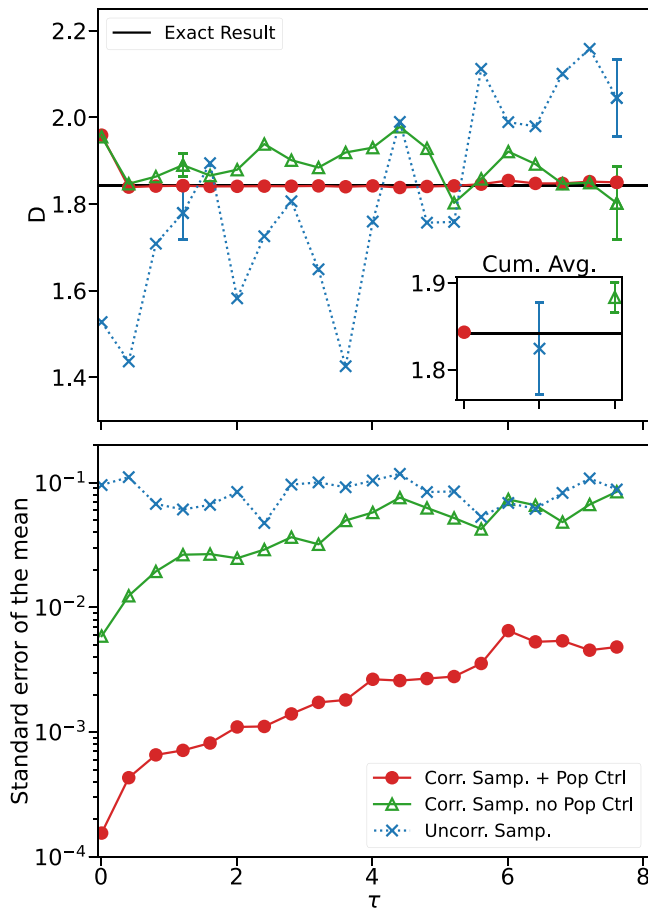 2.2
2.0
1.8
1.6
1.4
D
Exact Result
Cum. Avg.
1.9
1.8
10⁻¹
10⁻²
10⁻³
10⁻⁴
Standard error of the mean
Corr. Samp. + Pop Ctrl
Corr. Samp. no Pop Ctrl
Uncorr. Samp.
0 2 4 6 8
τ